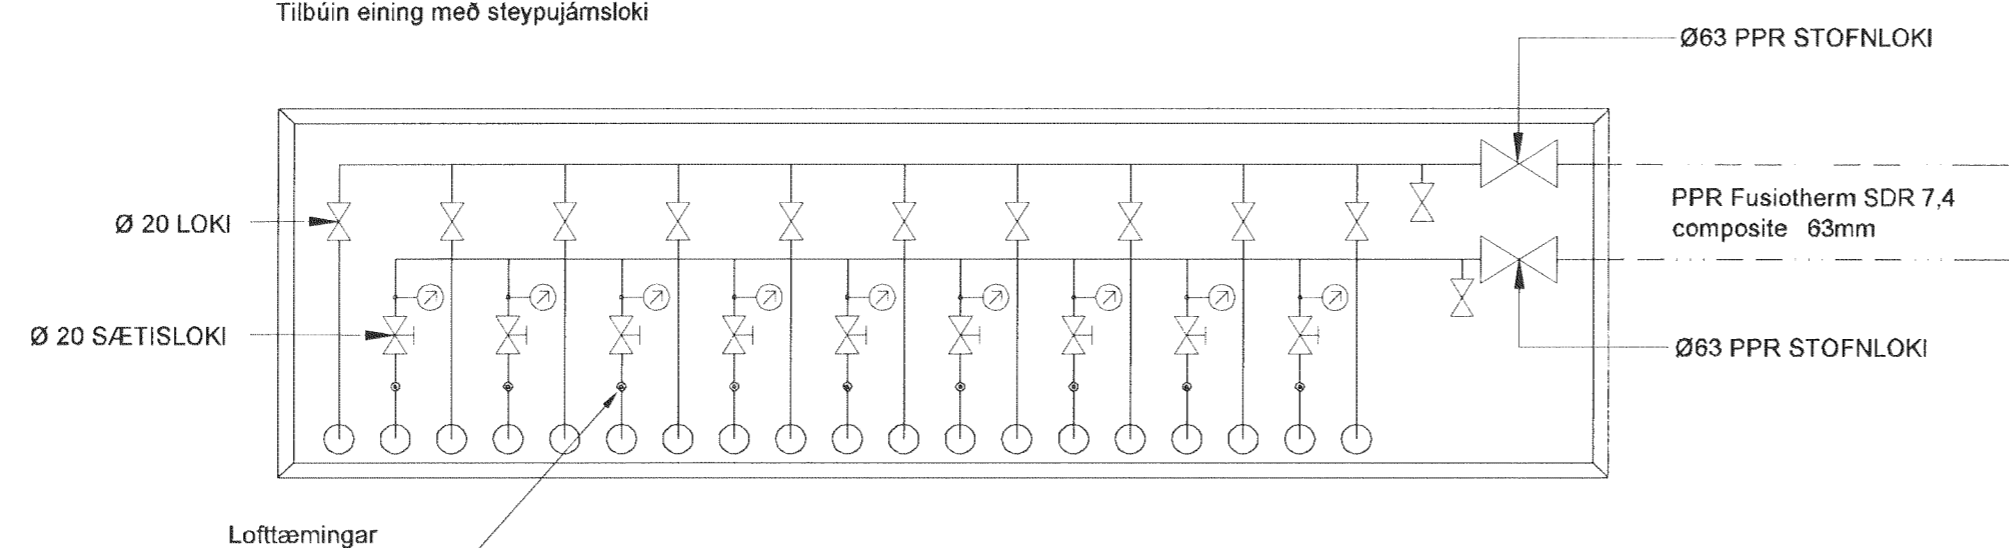 Tilbúin eining með steypujárnsloki
Ø63 PPR STOFNLOKI
Ø 20 LOKI
PPR Fusiotherm SDR 7,4
composite 63mm
Ø 20 SÆTISLOKI
Ø63 PPR STOFNLOKI
Lofttæmingar